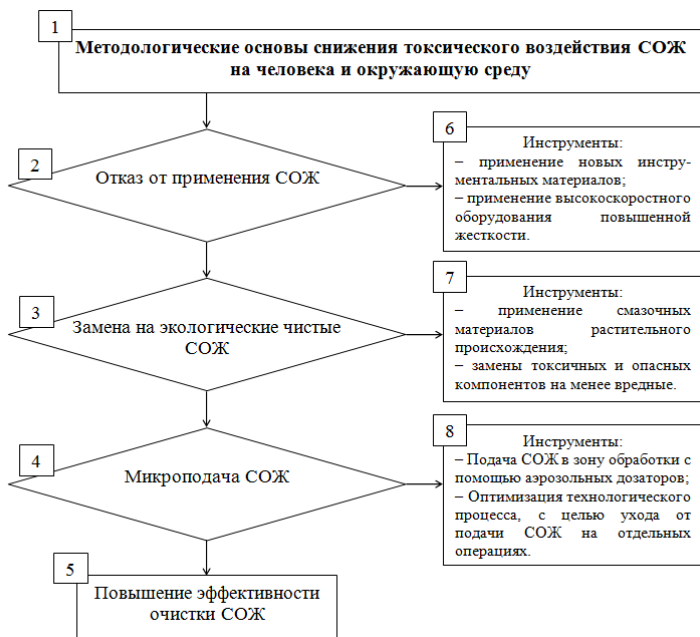 1
Методологические основы снижения токсического воздействия СОЖ
на человека и окружающую среду
2
Отказ от применения СОЖ
6
Инструменты:
– применение новых инстру-
ментальных материалов;
– применение высокоскоростного
оборудования повышенной
жесткости.
3
Замена на экологические чистые
СОЖ
7
Инструменты:
– применение смазочных
материалов растительного
происхождения;
– замены токсичных и опасных
компонентов на менее вредные.
4
Микроподача СОЖ
8
Инструменты:
– Подача СОЖ в зону обработки с
помощью аэрозольных дозаторов;
– Оптимизация технологического
процесса, с целью ухода от
подачи СОЖ на отдельных
операциях.
5
Повышение эффективности
очистки СОЖ